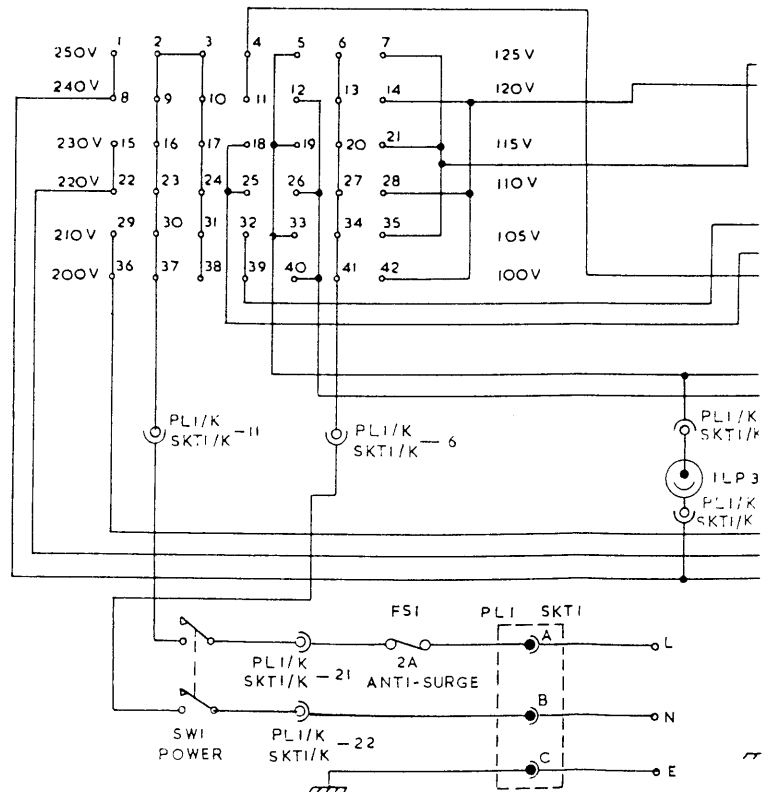 250V 1 2 3 4 5 6 7 125V
240V 8 9 10 11 12 13 14 120V
230V 15 16 17 18 19 20 21 115V
220V 22 23 24 25 26 27 28 110V
210V 29 30 31 32 33 34 35 105V
200V 36 37 38 39 40 41 42 100V
PL1/K
SKT1/K -11
PL1/K
SKT1/K - 6
PL1/K
SKT1/K
ILP3
PL1/K
SKT1/K
FS1
PL1 SKT1
A
L
PL1/K
SKT1/K -21
2A
ANTI-SURGE
B
N
SW1
POWER
PL1/K
SKT1/K -22
C
E